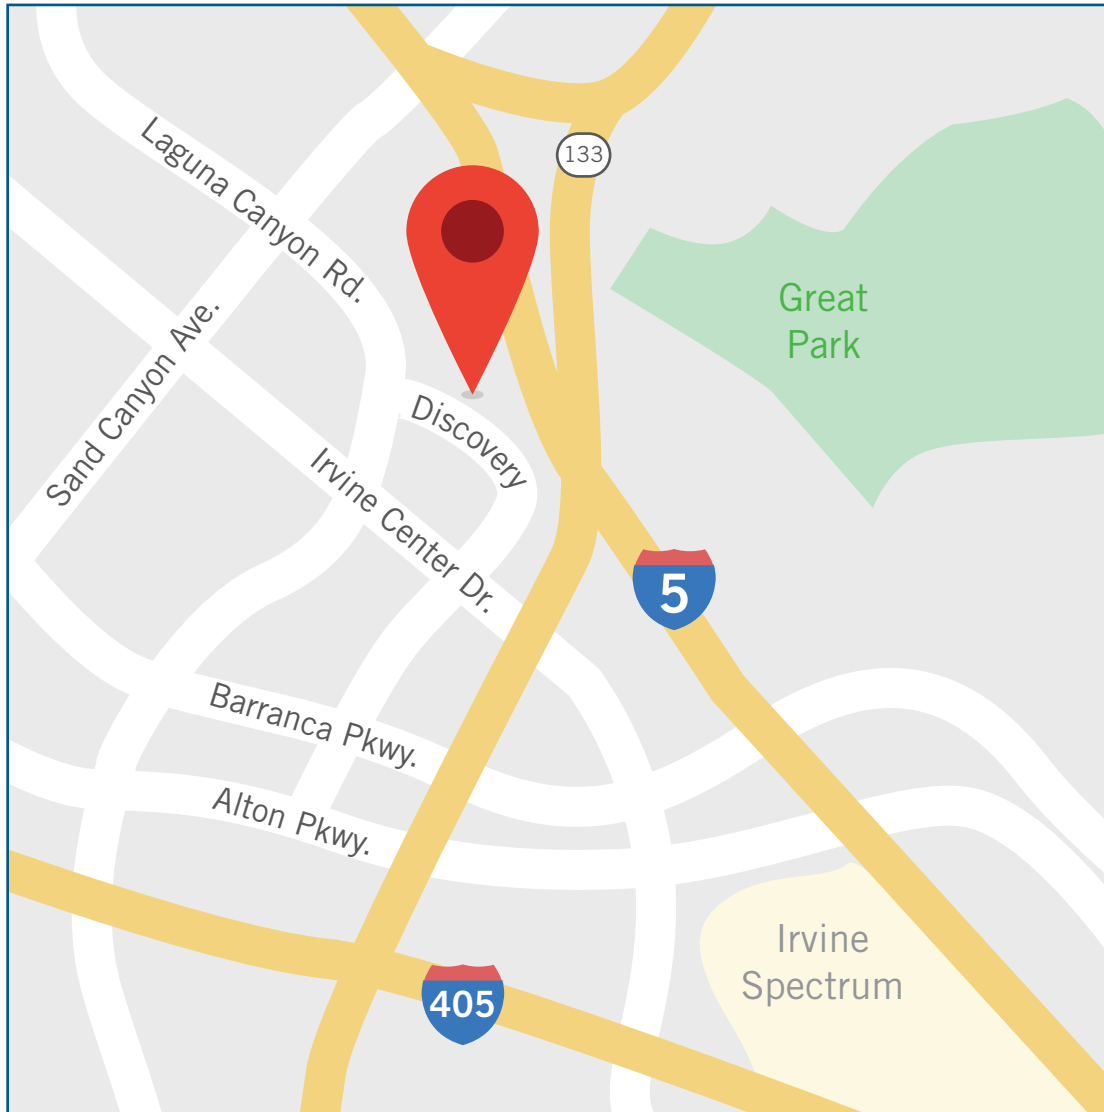 133
Laguna Canyon Rd.
Great
Park
Sand Canyon Ave.
Discovery
Irvine Center Dr.
5
Barranca Pkwy.
Alton Pkwy.
Irvine
Spectrum
405